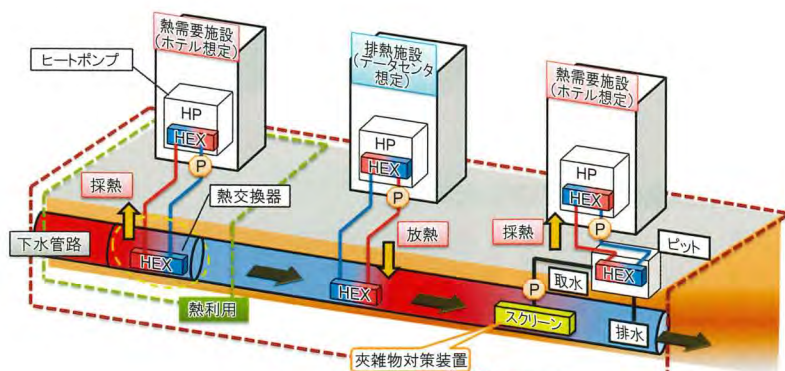 熱需要施設
(ホテル想定)
ヒートポンプ
HP
HEX
P
採熱
熱交換器
下水管路
HEX
熱利用
排熱施設
(データセンタ
想定)
HP
HEX
P
放熱
HEX
熱需要施設
(ホテル想定)
HP
HEX
P
採熱
ピット
HEX
P
取水
スクリーン
排水
夾雑物対策装置